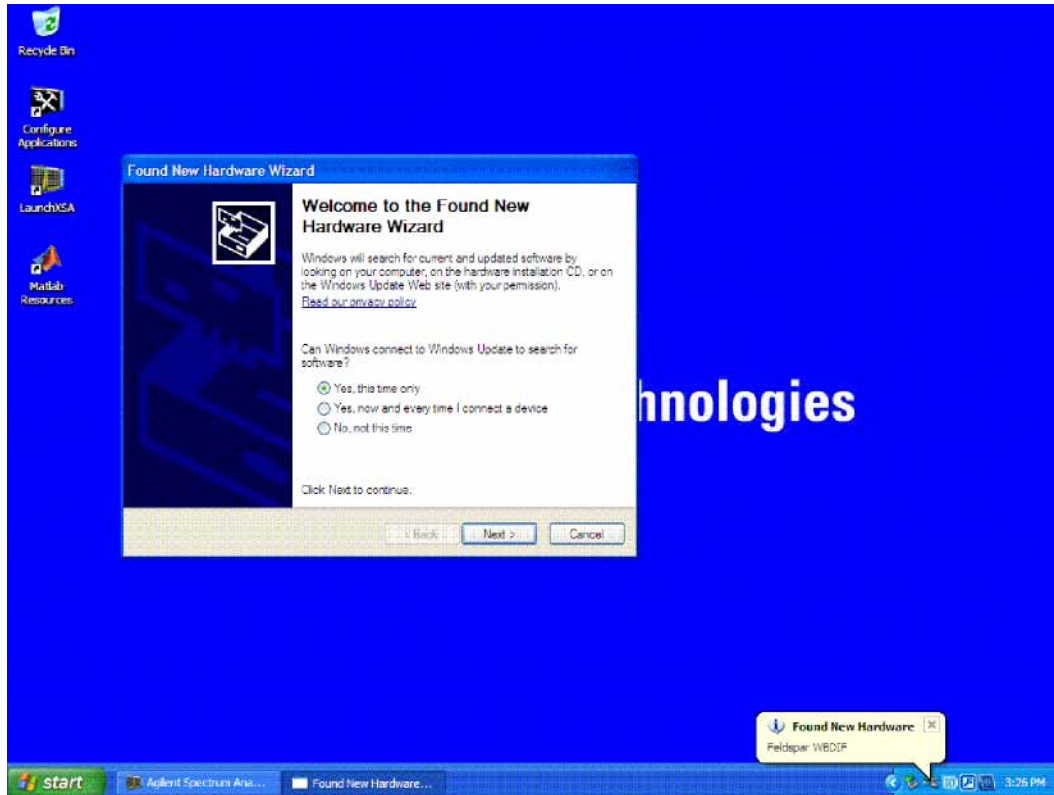 Recycle Bin
Configure
Applications
LaunchXSA
Matlab
Resources
Found New Hardware Wizard
Welcome to the Found New
Hardware Wizard
Windows will search for current and updated software by
looking on your computer, on the hardware installation CD, or on
the Windows Update Web site (with your permission).
Read our privacy policy
Can Windows connect to Windows Update to search for
software?
Yes, this time only
Yes, now and every time I connect a device
No, not this time
Click Next to continue.
< Back
Next >
Cancel
hnologies
Found New Hardware
Feldspar WBDIF
start
Agilent Spectrum Ana...
Found New Hardware...
3:26 PM